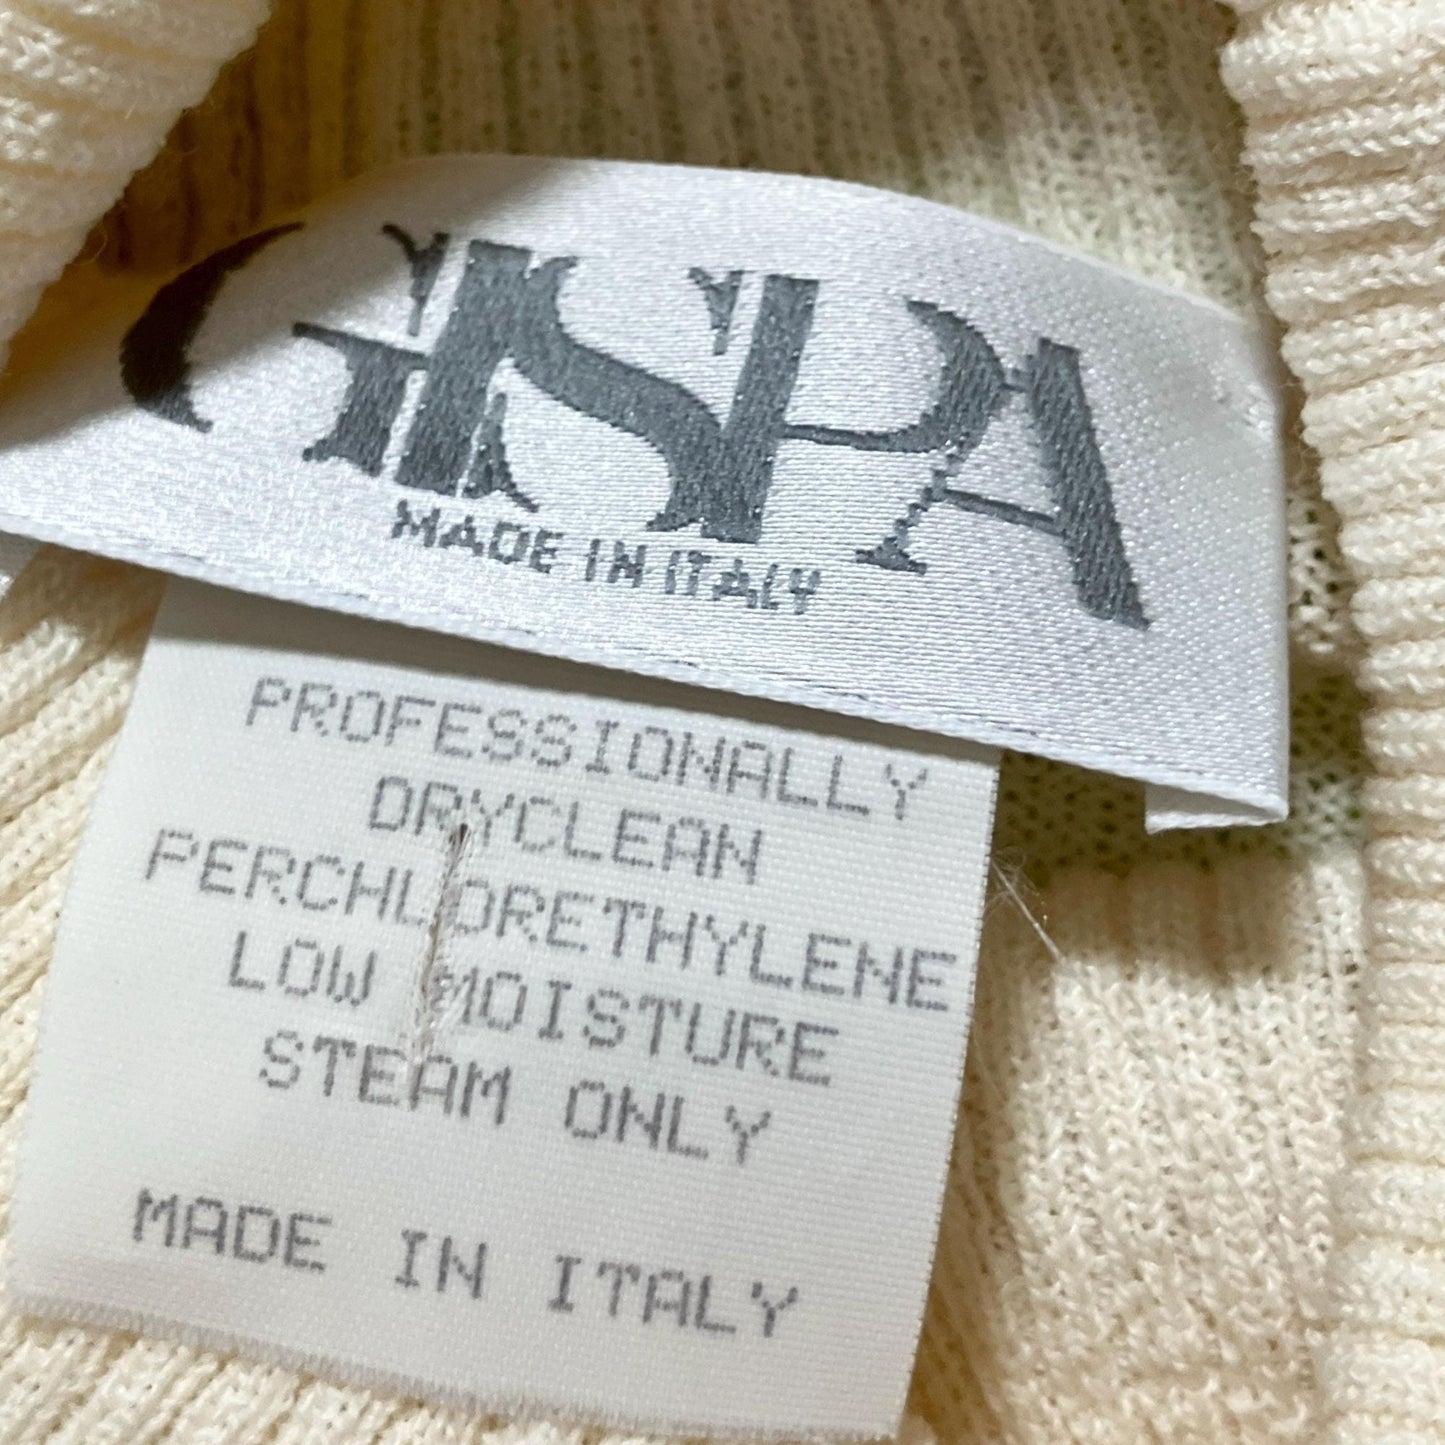 GISPA
MADE IN ITALY
PROFESSIONALLY
DRYCLEAN
PERCHLORETHYLENE
LOW MOISTURE
STEAM ONLY
MADE IN ITALY